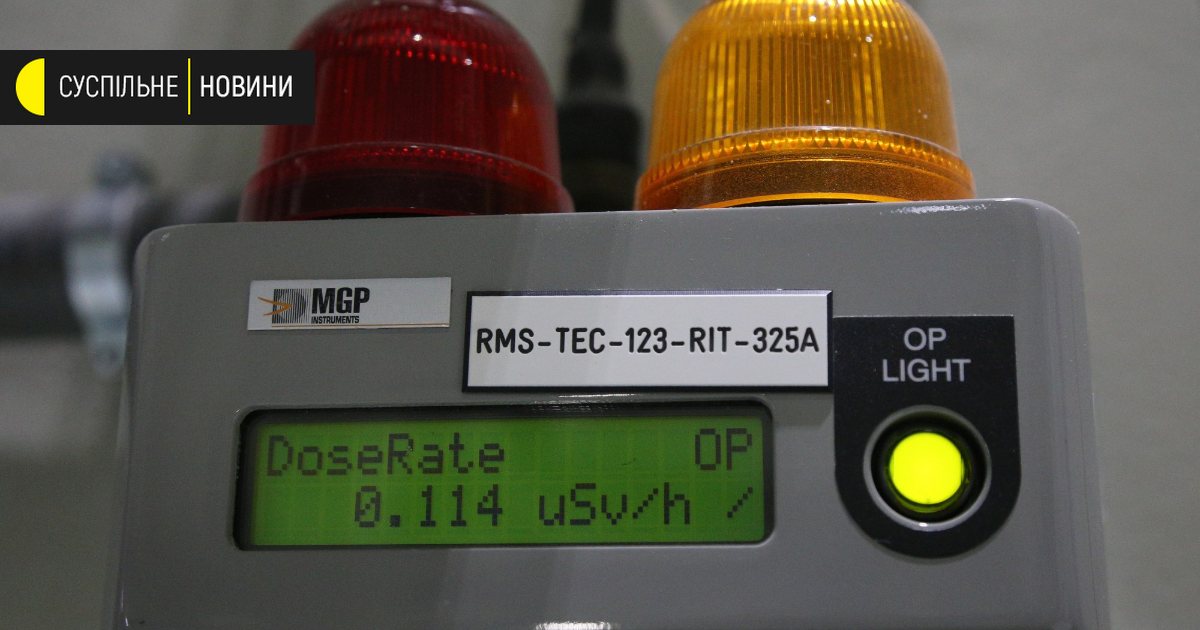 СУСПІЛЬНЕ НОВИНИ
MGP
INSTRUMENTS
RMS-TEC-123-RIT-325A
OP
LIGHT
DoseRate OP
0.114 uSv/h /